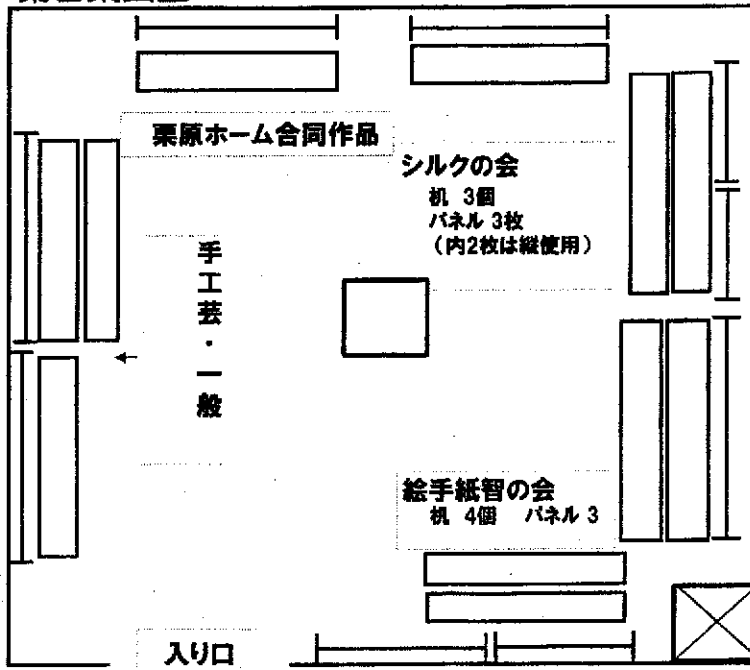 栗原ホーム合同作品
シルクの会
机 3個
パネル 3枚
（内2枚は縦使用）
手工芸・一般
絵手紙智の会
机 4個 パネル 3
入り口